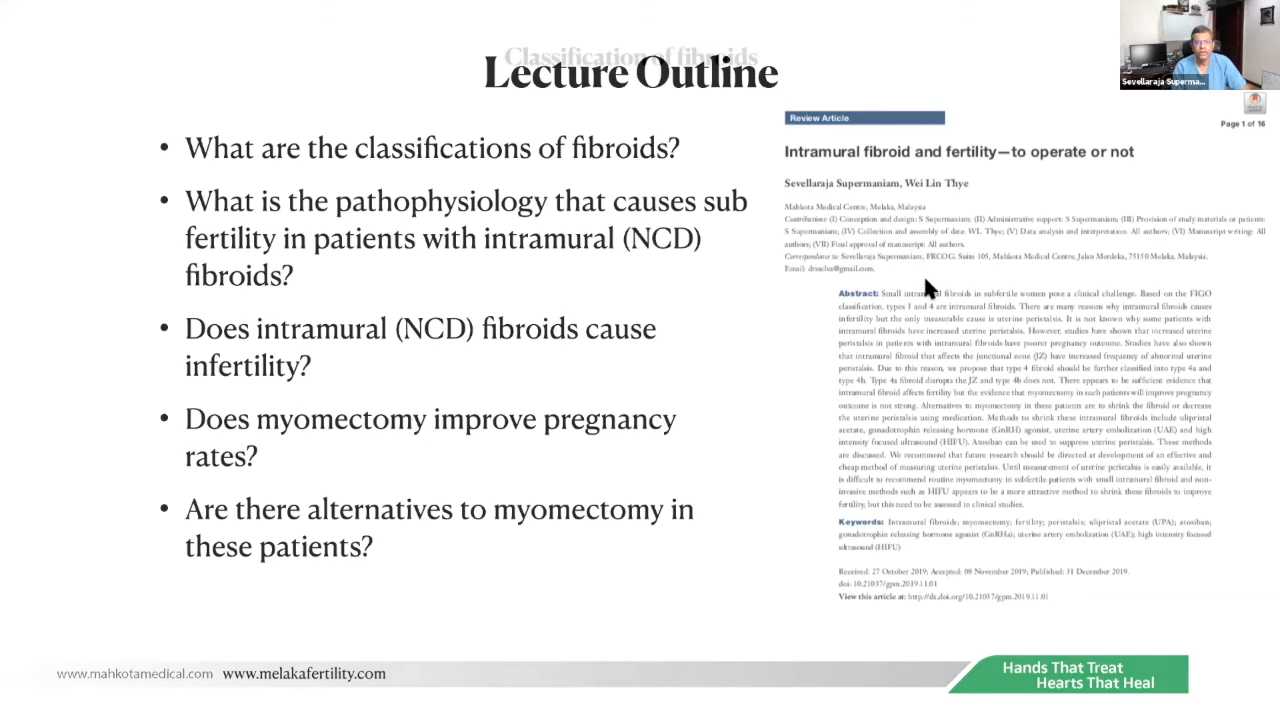 Classification of fibroids
Lecture Outline
• What are the classifications of fibroids?
• What is the pathophysiology that causes sub
fertility in patients with intramural (NCD)
fibroids?
• Does intramural (NCD) fibroids cause
infertility?
• Does myomectomy improve pregnancy
rates?
• Are there alternatives to myomectomy in
these patients?
Sevellaraja Superma...
Review Article
Page 1 of 16
Intramural fibroid and fertility—to operate or not
Sevellaraja Supermaniam, Wei Lin Thye
Mahkota Medical Centre, Melaka, Malaysia
Contributions: (I) Conception and design: S Supermaniam; (II) Administrative support: S Supermaniam; (III) Provision of study materials or patients:
S Supermaniam; (IV) Collection and assembly of data: WL Thye; (V) Data analysis and interpretation: All authors; (VI) Manuscript writing: All
authors; (VII) Final approval of manuscript: All authors.
Correspondence to: Sevellaraja Supermaniam, FRCOG. Suite 105, Mahkota Medical Centre, Jalan Merdeka, 75150 Melaka, Malaysia.
Email: drsselva@gmail.com.
Abstract: Small fibroids in subfertile women pose a clinical challenge. Based on the FIGO
classification, types 3 and 4 are intramural fibroids. There are many reasons why intramural fibroids causes
infertility but the only measurable cause is uterine peristalsis. It is not known why some patients with
intramural fibroids have increased uterine peristalsis. However, studies have shown that increased uterine
peristalsis in patients with intramural fibroids have poorer pregnancy outcome. Studies have also shown
that intramural fibroid that affects the junctional zone (JZ) have increased frequency of abnormal uterine
peristalsis. Due to this reason, we propose that type 4 fibroid should be further classified into type 4a and
type 4b. Type 4a fibroid disrupts the JZ and type 4b does not. There appears to be sufficient evidence that
intramural fibroid affects fertility but the evidence that myomectomy in such patients will improve pregnancy
outcome is not strong. Alternatives to myomectomy in these patients are to shrink the fibroid or decrease
the uterine peristalsis using medication. Methods to shrink these intramural fibroids include ulipristal
acetate, gonadotrophin releasing hormone (GnRH) agonist, uterine artery embolization (UAE) and high
intensity focused ultrasound (HIFU). Atosiban can be used to suppress uterine peristalsis. These methods
are discussed. We recommend that future research should be directed at development of an effective and
cheap method of measuring uterine peristalsis. Until measurement of uterine peristalsis is easily available, it
is difficult to recommend routine myomectomy in subfertile patients with small intramural fibroid and non-
invasive methods such as HIFU appears to be a more attractive method to shrink these fibroids to improve
fertility, but this need to be assessed in clinical studies.
Keywords: Intramural fibroids; myomectomy; fertility; peristalsis; ulipristal acetate (UPA); atosiban;
gonadotrophin releasing hormone agonist (GnRHa); uterine artery embolization (UAE); high intensity focused
ultrasound (HIFU)
Received: 27 October 2019; Accepted: 08 November 2019; Published: 31 December 2019.
doi: 10.21037/gpm.2019.11.01
View this article at: http://dx.doi.org/10.21037/gpm.2019.11.01
www.mahkotamedical.com www.melakafertility.com
Hands That Treat
Hearts That Heal